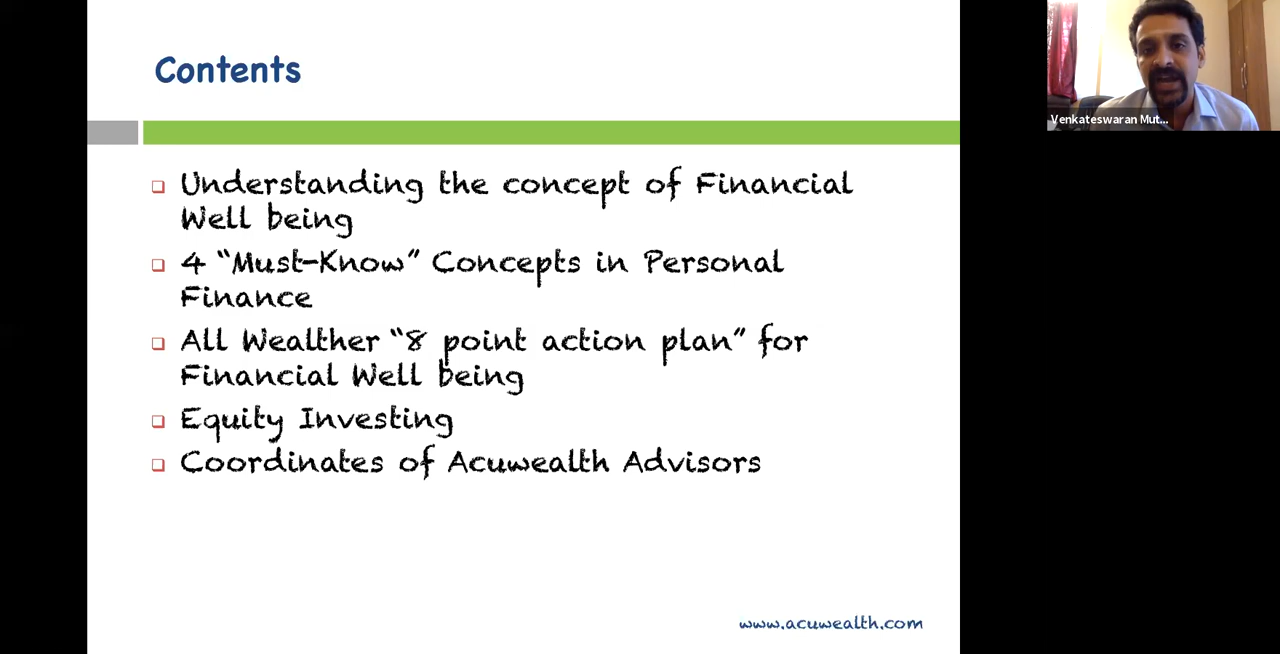 Contents
Understanding the concept of Financial
Well being
4 “Must-Know” Concepts in Personal
Finance
All Wealther “8 point action plan” for
Financial Well being
Equity Investing
Coordinates of Acuwealth Advisors
www.acuwealth.com
Venkateswaran Mut...